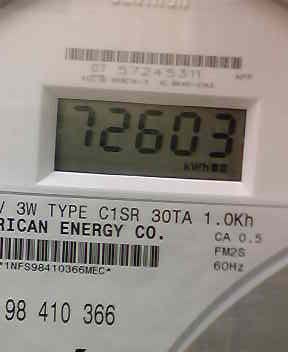 07 57245311
72603
kWh
V 3W TYPE C1SR 30TA 1.0Kh
RICAN ENERGY CO.
CA 0.5
FM2S
60Hz
*1NFS98410366MEC*
98 410 366